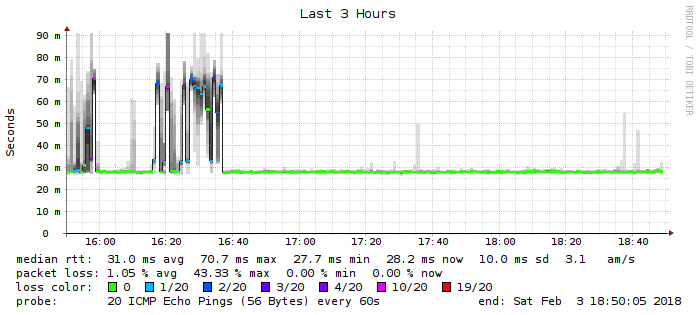 Last 3 Hours
RRDTOOL / TOBI OETIKER
Seconds
90 m
80 m
70 m
60 m
50 m
40 m
30 m
20 m
10 m
0
16:00 16:20 16:40 17:00 17:20 17:40 18:00 18:20 18:40
median rtt: 31.0 ms avg 70.7 ms max 27.7 ms min 28.2 ms now 10.0 ms sd 3.1 am/s
packet loss: 1.05 % avg 43.33 % max 0.00 % min 0.00 % now
loss color: 0 1/20 2/20 3/20 4/20 10/20 19/20
probe: 20 ICMP Echo Pings (56 Bytes) every 60s end: Sat Feb 3 18:50:05 2018